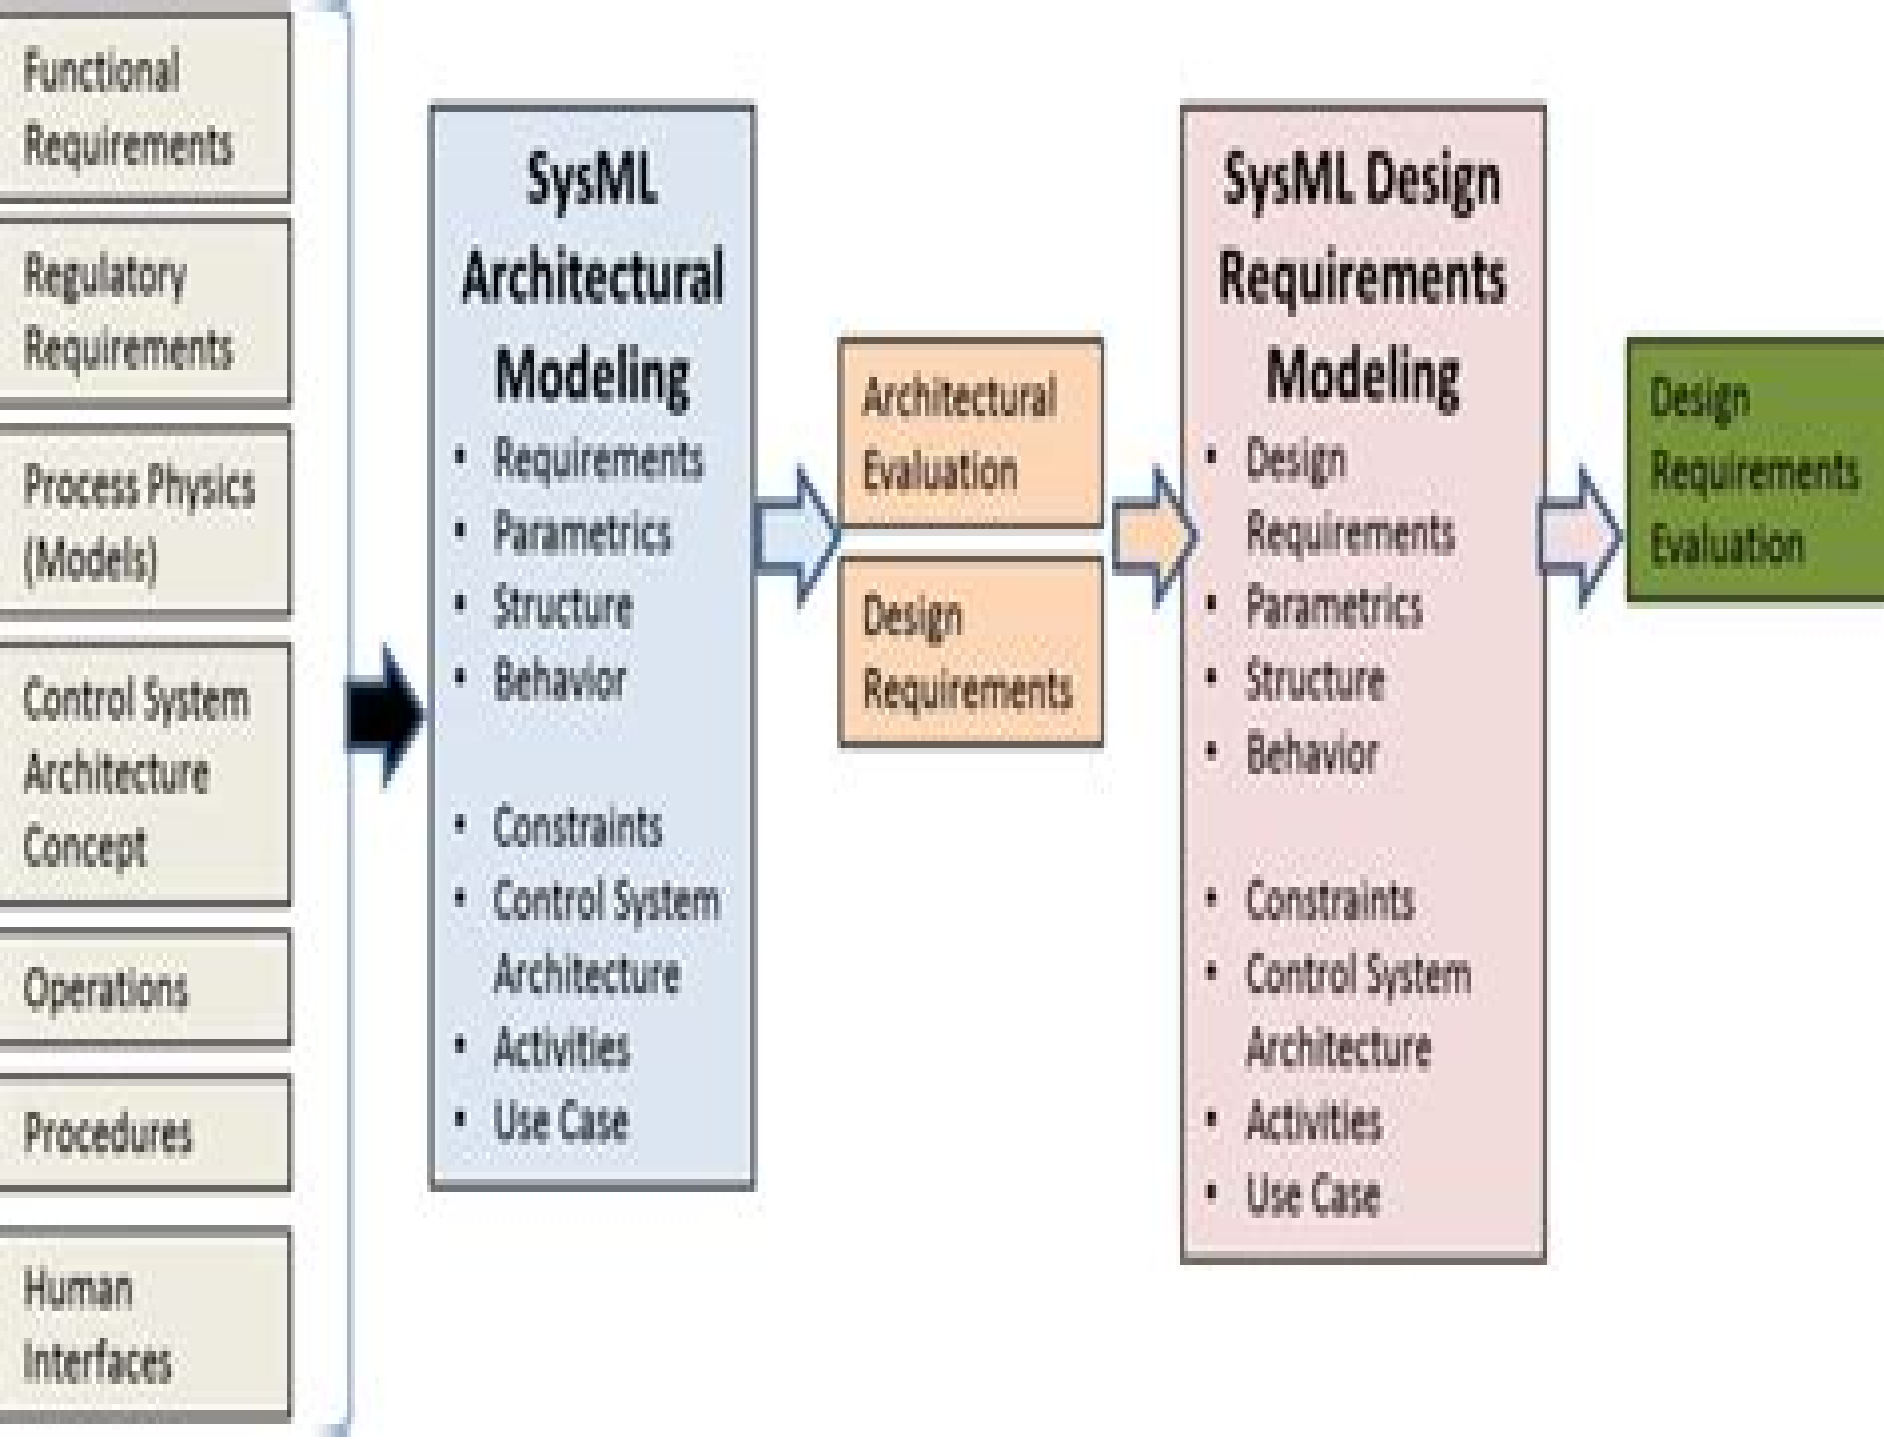 Functional
Requirements
Regulatory
Requirements
Process Physics
(Models)
Control System
Architecture
Concept
Operations
Procedures
Human
Interfaces
SysML
Architectural
Modeling
• Requirements
• Parametrics
• Structure
• Behavior
• Constraints
• Control System
Architecture
• Activities
• Use Case
Architectural
Evaluation
Design
Requirements
SysML Design
Requirements
Modeling
• Design
Requirements
• Parametrics
• Structure
• Behavior
• Constraints
• Control System
Architecture
• Activities
• Use Case
Design
Requirements
Evaluation